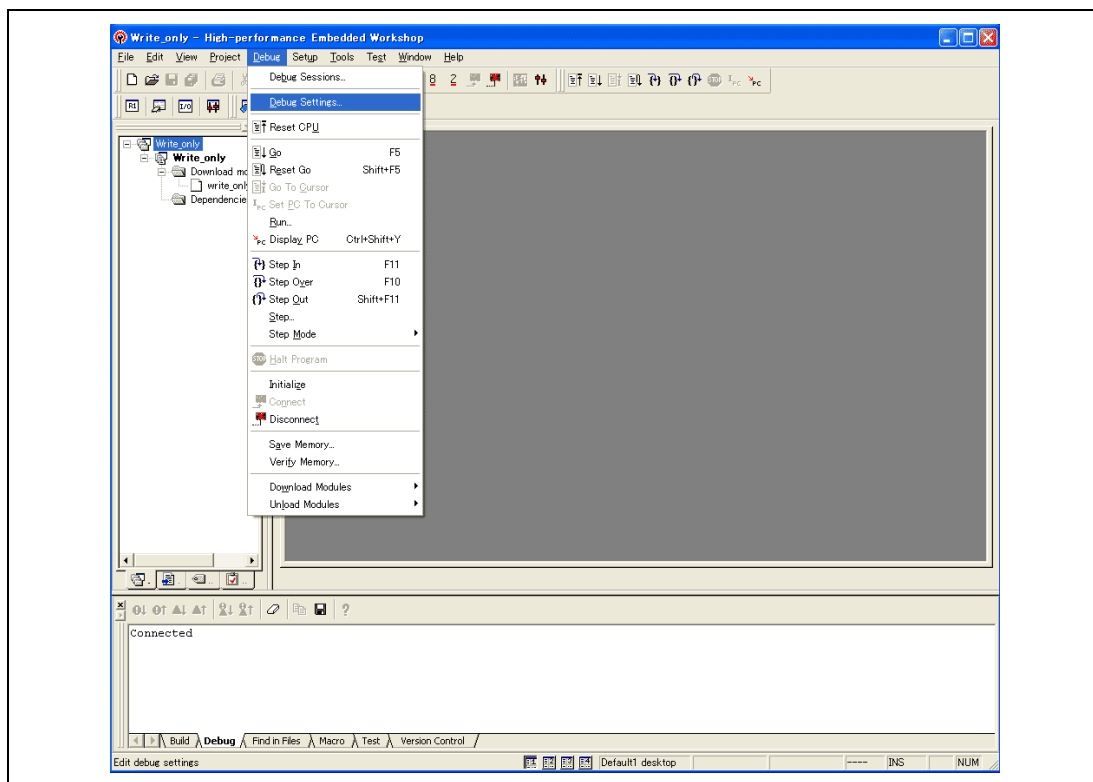 Write_only - High-performance Embedded Workshop
File Edit View Project Debug Setup Tools Test Window Help
Debug Sessions...
Debug Settings...
Reset CPU
Go F5
Reset Go Shift+F5
Go To Cursor
Set PC To Cursor
Run...
Display PC Ctrl+Shift+Y
Step In F11
Step Over F10
Step Out Shift+F11
Step...
Step Mode
Halt Program
Initialize
Connect
Disconnect
Save Memory...
Verify Memory...
Download Modules
Unload Modules
Write_only
Write_only
Download mo
write_onl
Dependencie
Connected
Build Debug Find in Files Macro Test Version Control
Edit debug settings Default1 desktop ---- INS NUM